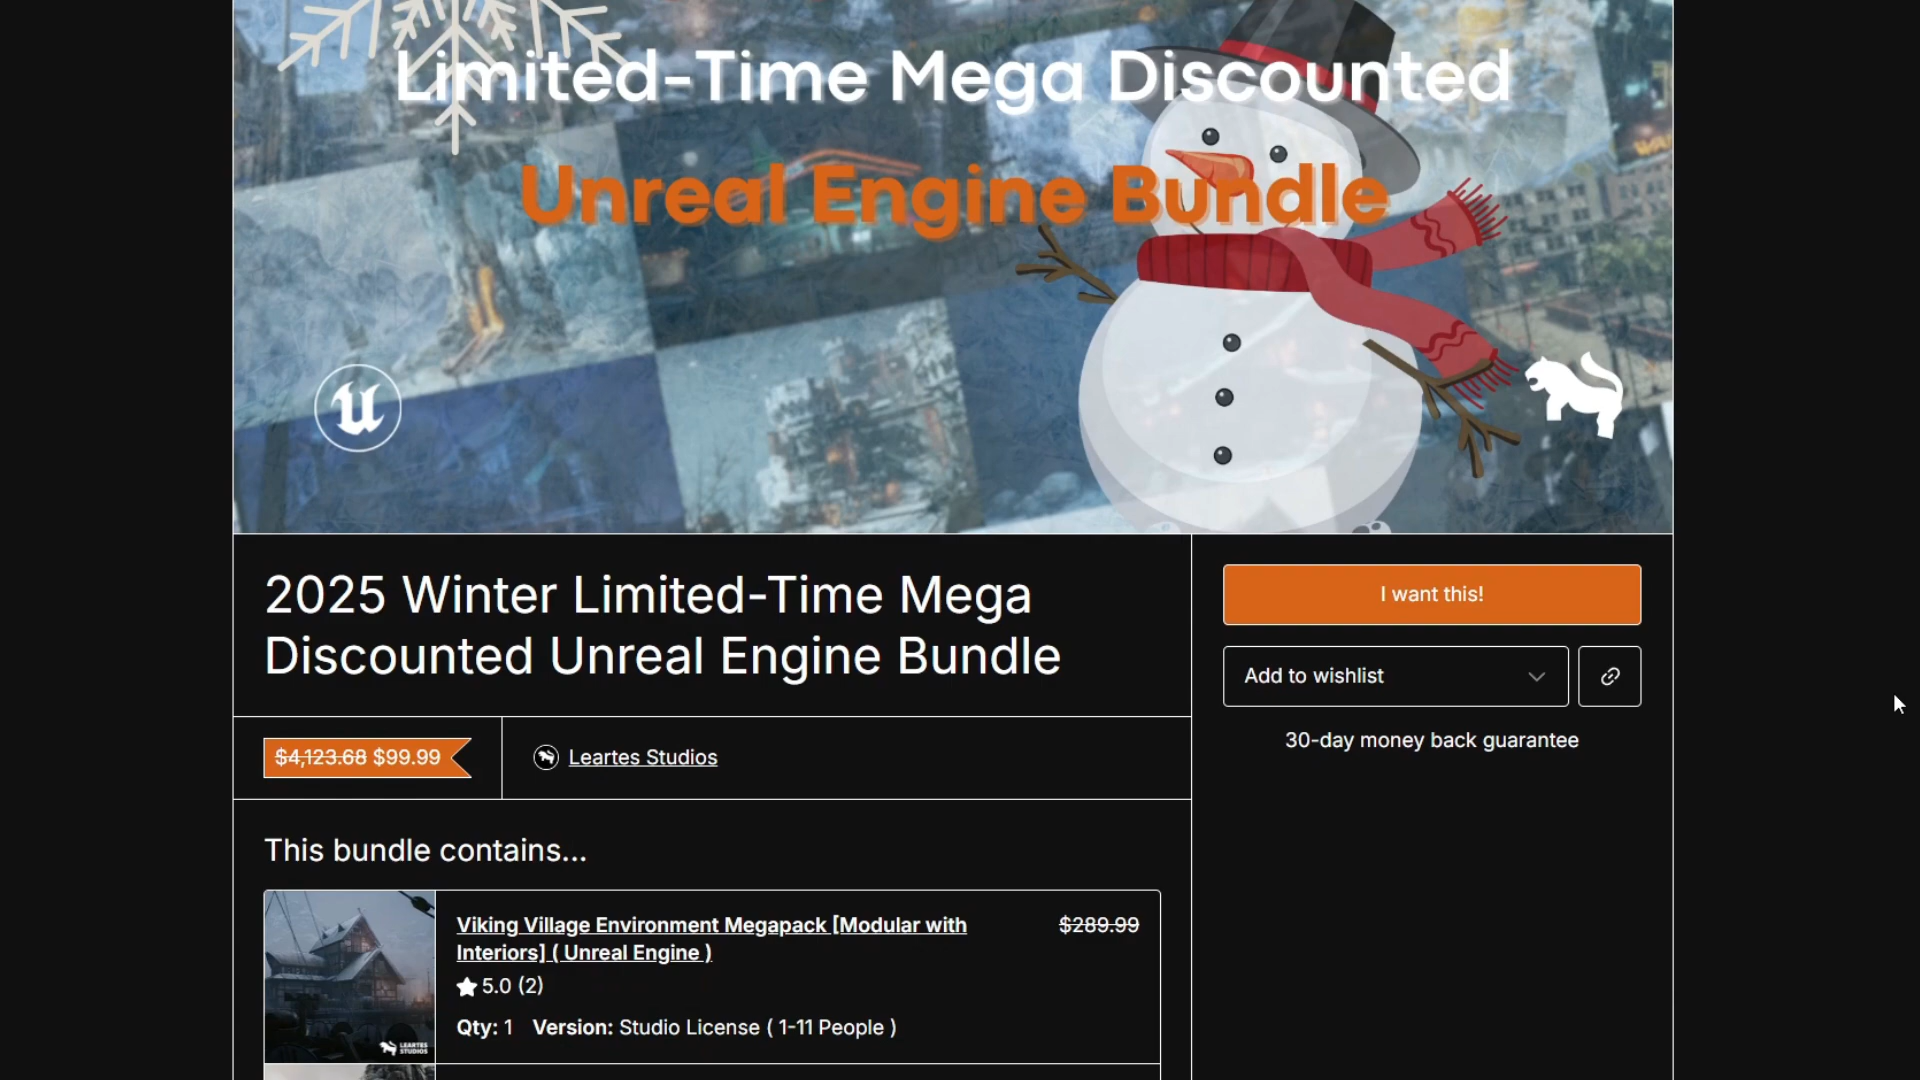 Limited-Time Mega Discounted
Unreal Engine Bundle
2025 Winter Limited-Time Mega
Discounted Unreal Engine Bundle
I want this!
Add to wishlist
30-day money back guarantee
$4,123.68 $99.99
Leartes Studios
This bundle contains...
Viking Village Environment Megapack [Modular with
Interiors] ( Unreal Engine )
$289.99
5.0 (2)
Qty: 1 Version: Studio License ( 1-11 People )
LEARTES
STUDIOS